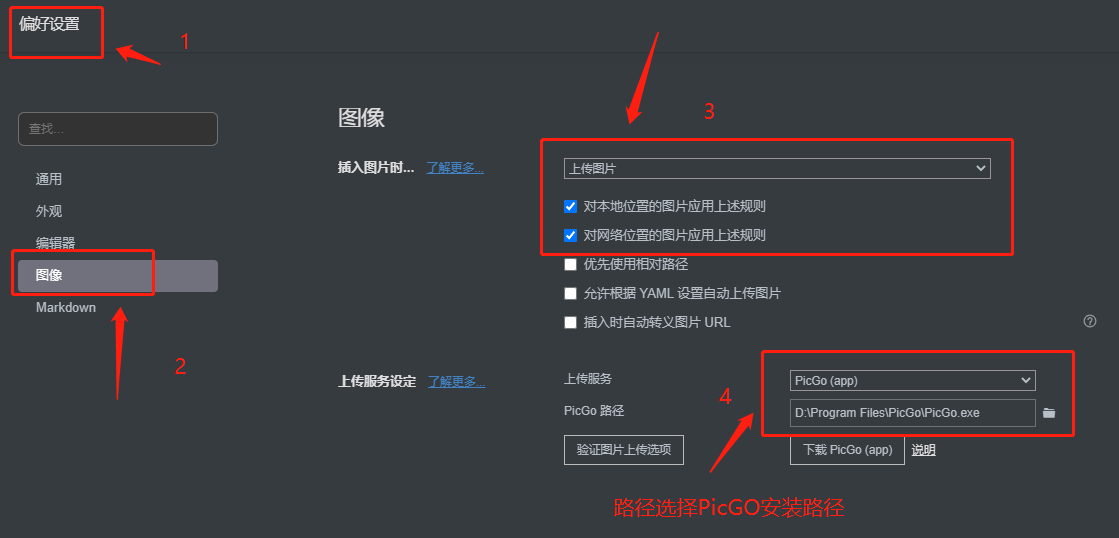 偏好设置
1
查找...
通用
外观
编辑器
图像
Markdown
2
图像
3
插入图片时... 了解更多...
上传图片
对本地位置的图片应用上述规则
对网络位置的图片应用上述规则
优先使用相对路径
允许根据 YAML 设置自动上传图片
插入时自动转义图片 URL
上传服务设定 了解更多...
上传服务
PicGo (app)
4
PicGo 路径
D:\Program Files\PicGo\PicGo.exe
验证图片上传选项
下载 PicGo (app) 说明
路径选择PicGO安装路径